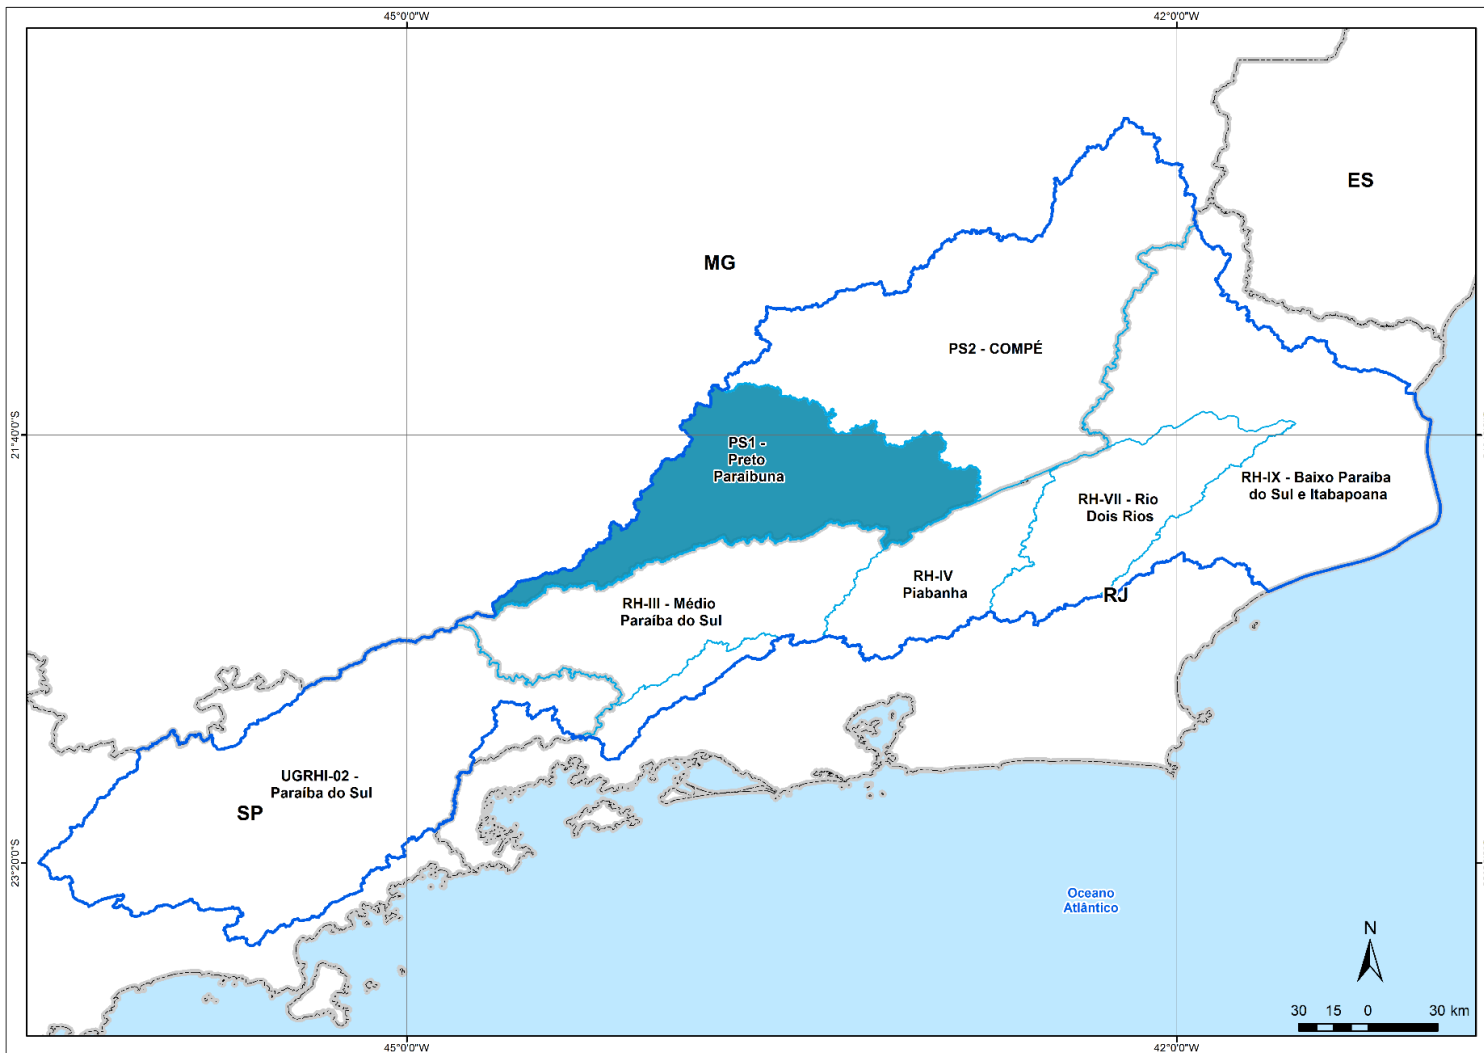 45°0'0"W
42°0'0"W
ES
MG
PS2 - COMPÉ
21°40'0"S
PS1 -
Preto
Paraibuna
RH-IX - Baixo Paraíba
do Sul e Itabapoana
RH-VII - Rio
Dois Rios
RH-IV
Piabanha
RJ
RH-III - Médio
Paraíba do Sul
UGRHI-02 -
Paraíba do Sul
SP
23°20'0"S
Oceano
Atlântico
N
30 15 0 30 km
45°0'0"W
42°0'0"W